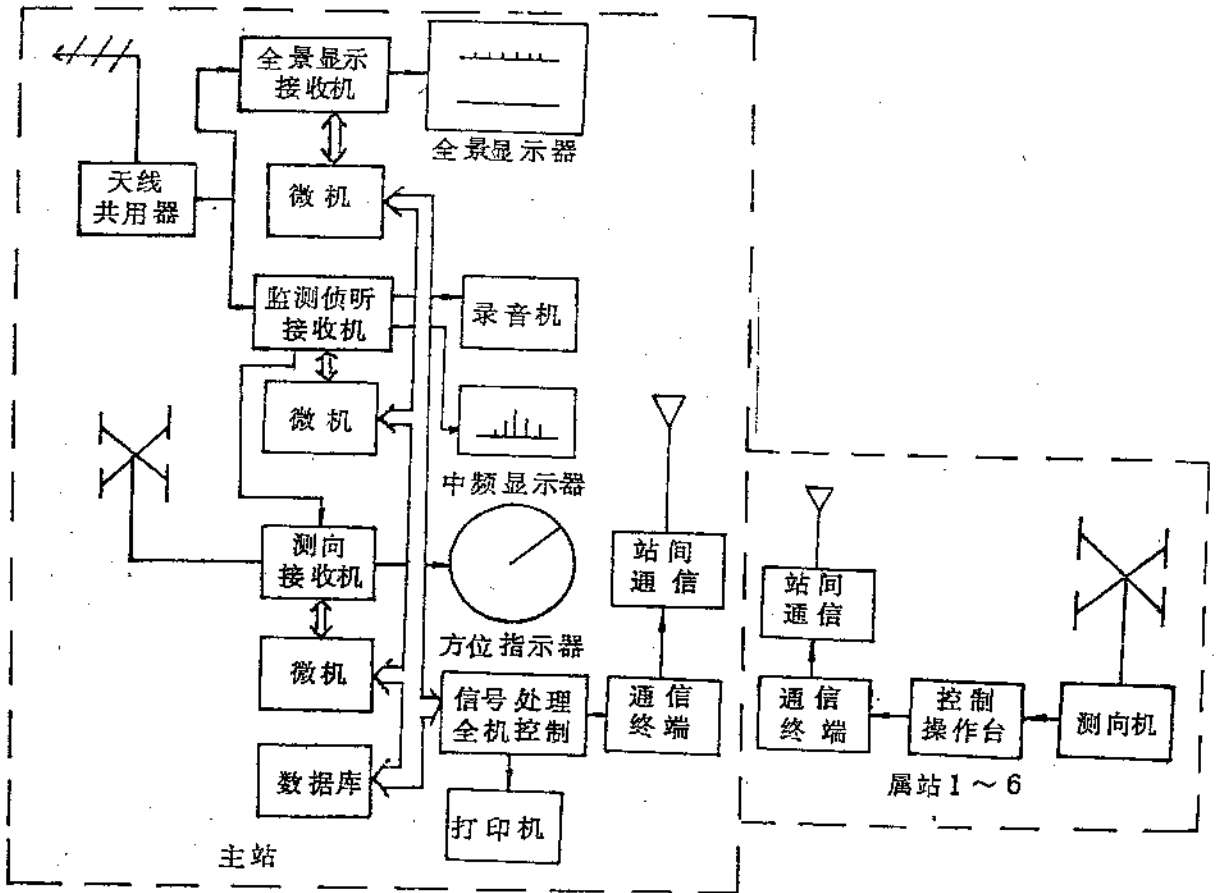 全景显示
接收机
全景显示器
天线
共用器
微机
监测侦听
接收机
录音机
微机
中频显示器
测向
接收机
方位指示器
微机
信号处理
全机控制
通信
终端
站间
通信
数据库
打印机
主站
站间
通信
通信
终端
控制
操作台
测向机
属站1～6